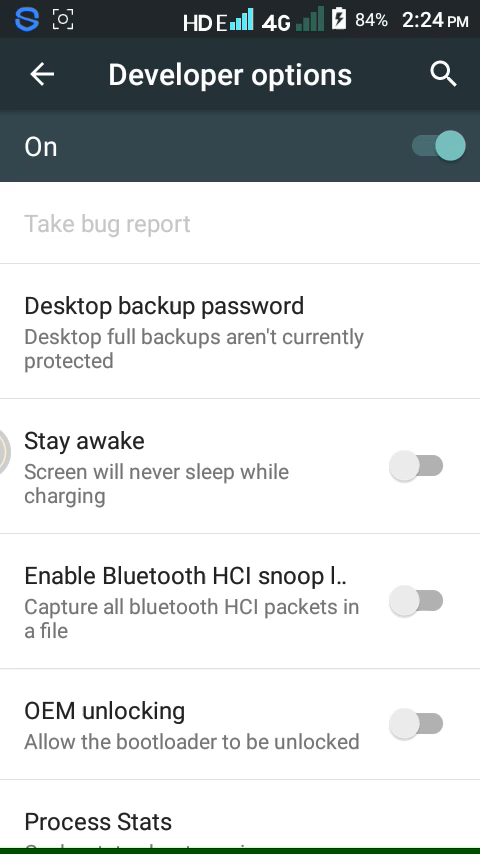 HD E 4G 84% 2:24 PM
Developer options
On
Take bug report
Desktop backup password
Desktop full backups aren't currently
protected
Stay awake
Screen will never sleep while
charging
Enable Bluetooth HCI snoop l..
Capture all bluetooth HCI packets in
a file
OEM unlocking
Allow the bootloader to be unlocked
Process Stats